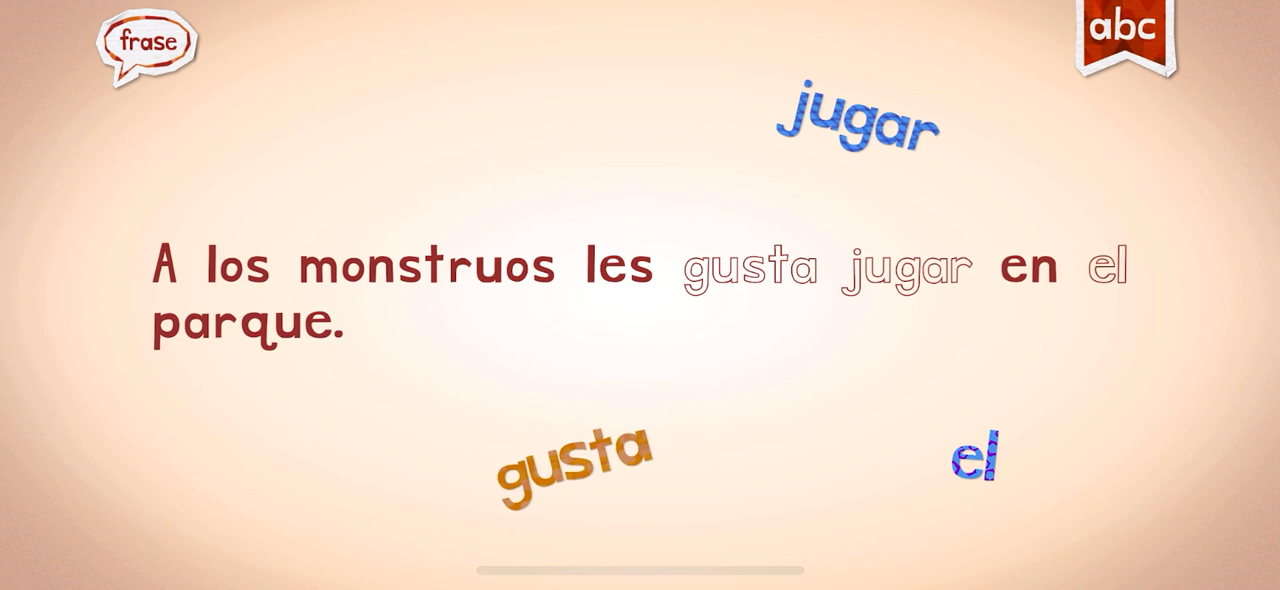 frase
abc
jugar
A los monstruos les gusta jugar en el
parque.
gusta
el